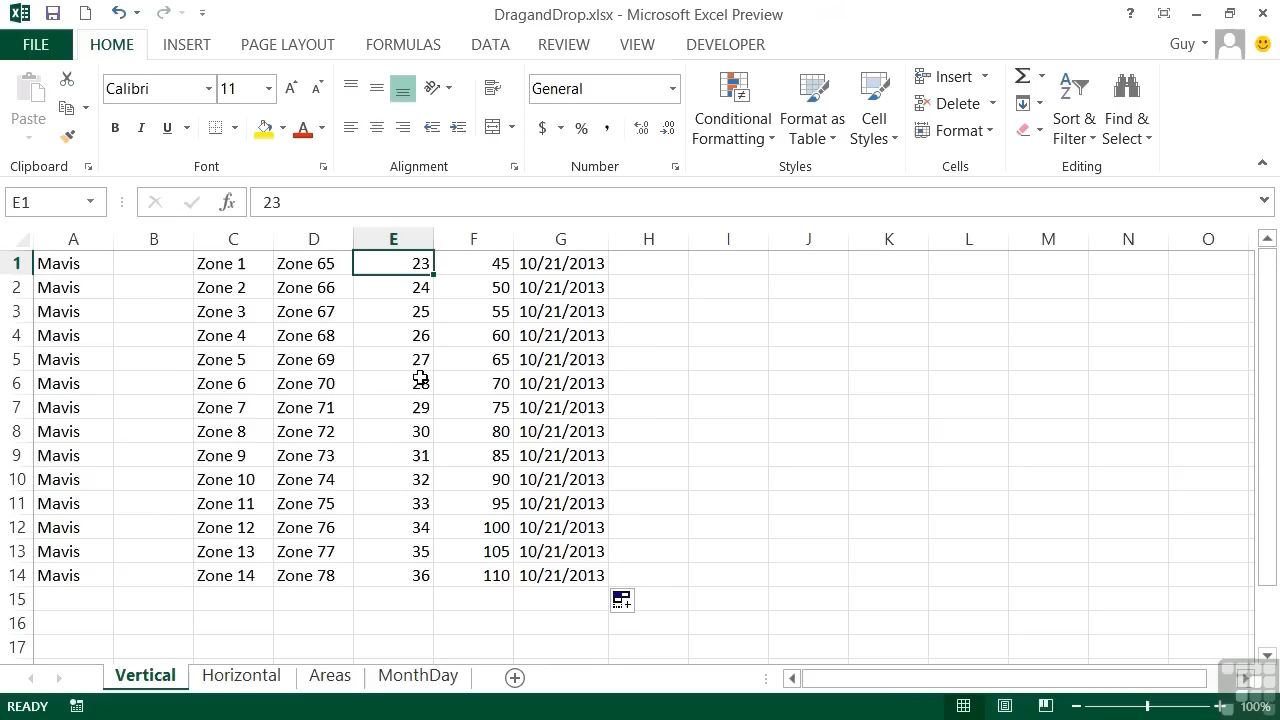 DragandDrop.xlsx - Microsoft Excel Preview
FILE HOME INSERT PAGE LAYOUT FORMULAS DATA REVIEW VIEW DEVELOPER Guy
Paste
Clipboard
Calibri 11
B I U A
Font
Alignment
General
$ % ,
Number
Conditional Formatting
Format as Table
Cell Styles
Styles
Insert
Delete
Format
Cells
Sort & Filter
Find & Select
Editing
E1 fx 23
A B C D E F G H I J K L M N O
1 Mavis Zone 1 Zone 65 23 45 10/21/2013
2 Mavis Zone 2 Zone 66 24 50 10/21/2013
3 Mavis Zone 3 Zone 67 25 55 10/21/2013
4 Mavis Zone 4 Zone 68 26 60 10/21/2013
5 Mavis Zone 5 Zone 69 27 65 10/21/2013
6 Mavis Zone 6 Zone 70 28 70 10/21/2013
7 Mavis Zone 7 Zone 71 29 75 10/21/2013
8 Mavis Zone 8 Zone 72 30 80 10/21/2013
9 Mavis Zone 9 Zone 73 31 85 10/21/2013
10 Mavis Zone 10 Zone 74 32 90 10/21/2013
11 Mavis Zone 11 Zone 75 33 95 10/21/2013
12 Mavis Zone 12 Zone 76 34 100 10/21/2013
13 Mavis Zone 13 Zone 77 35 105 10/21/2013
14 Mavis Zone 14 Zone 78 36 110 10/21/2013
15
16
17
Vertical Horizontal Areas MonthDay
READY 100%